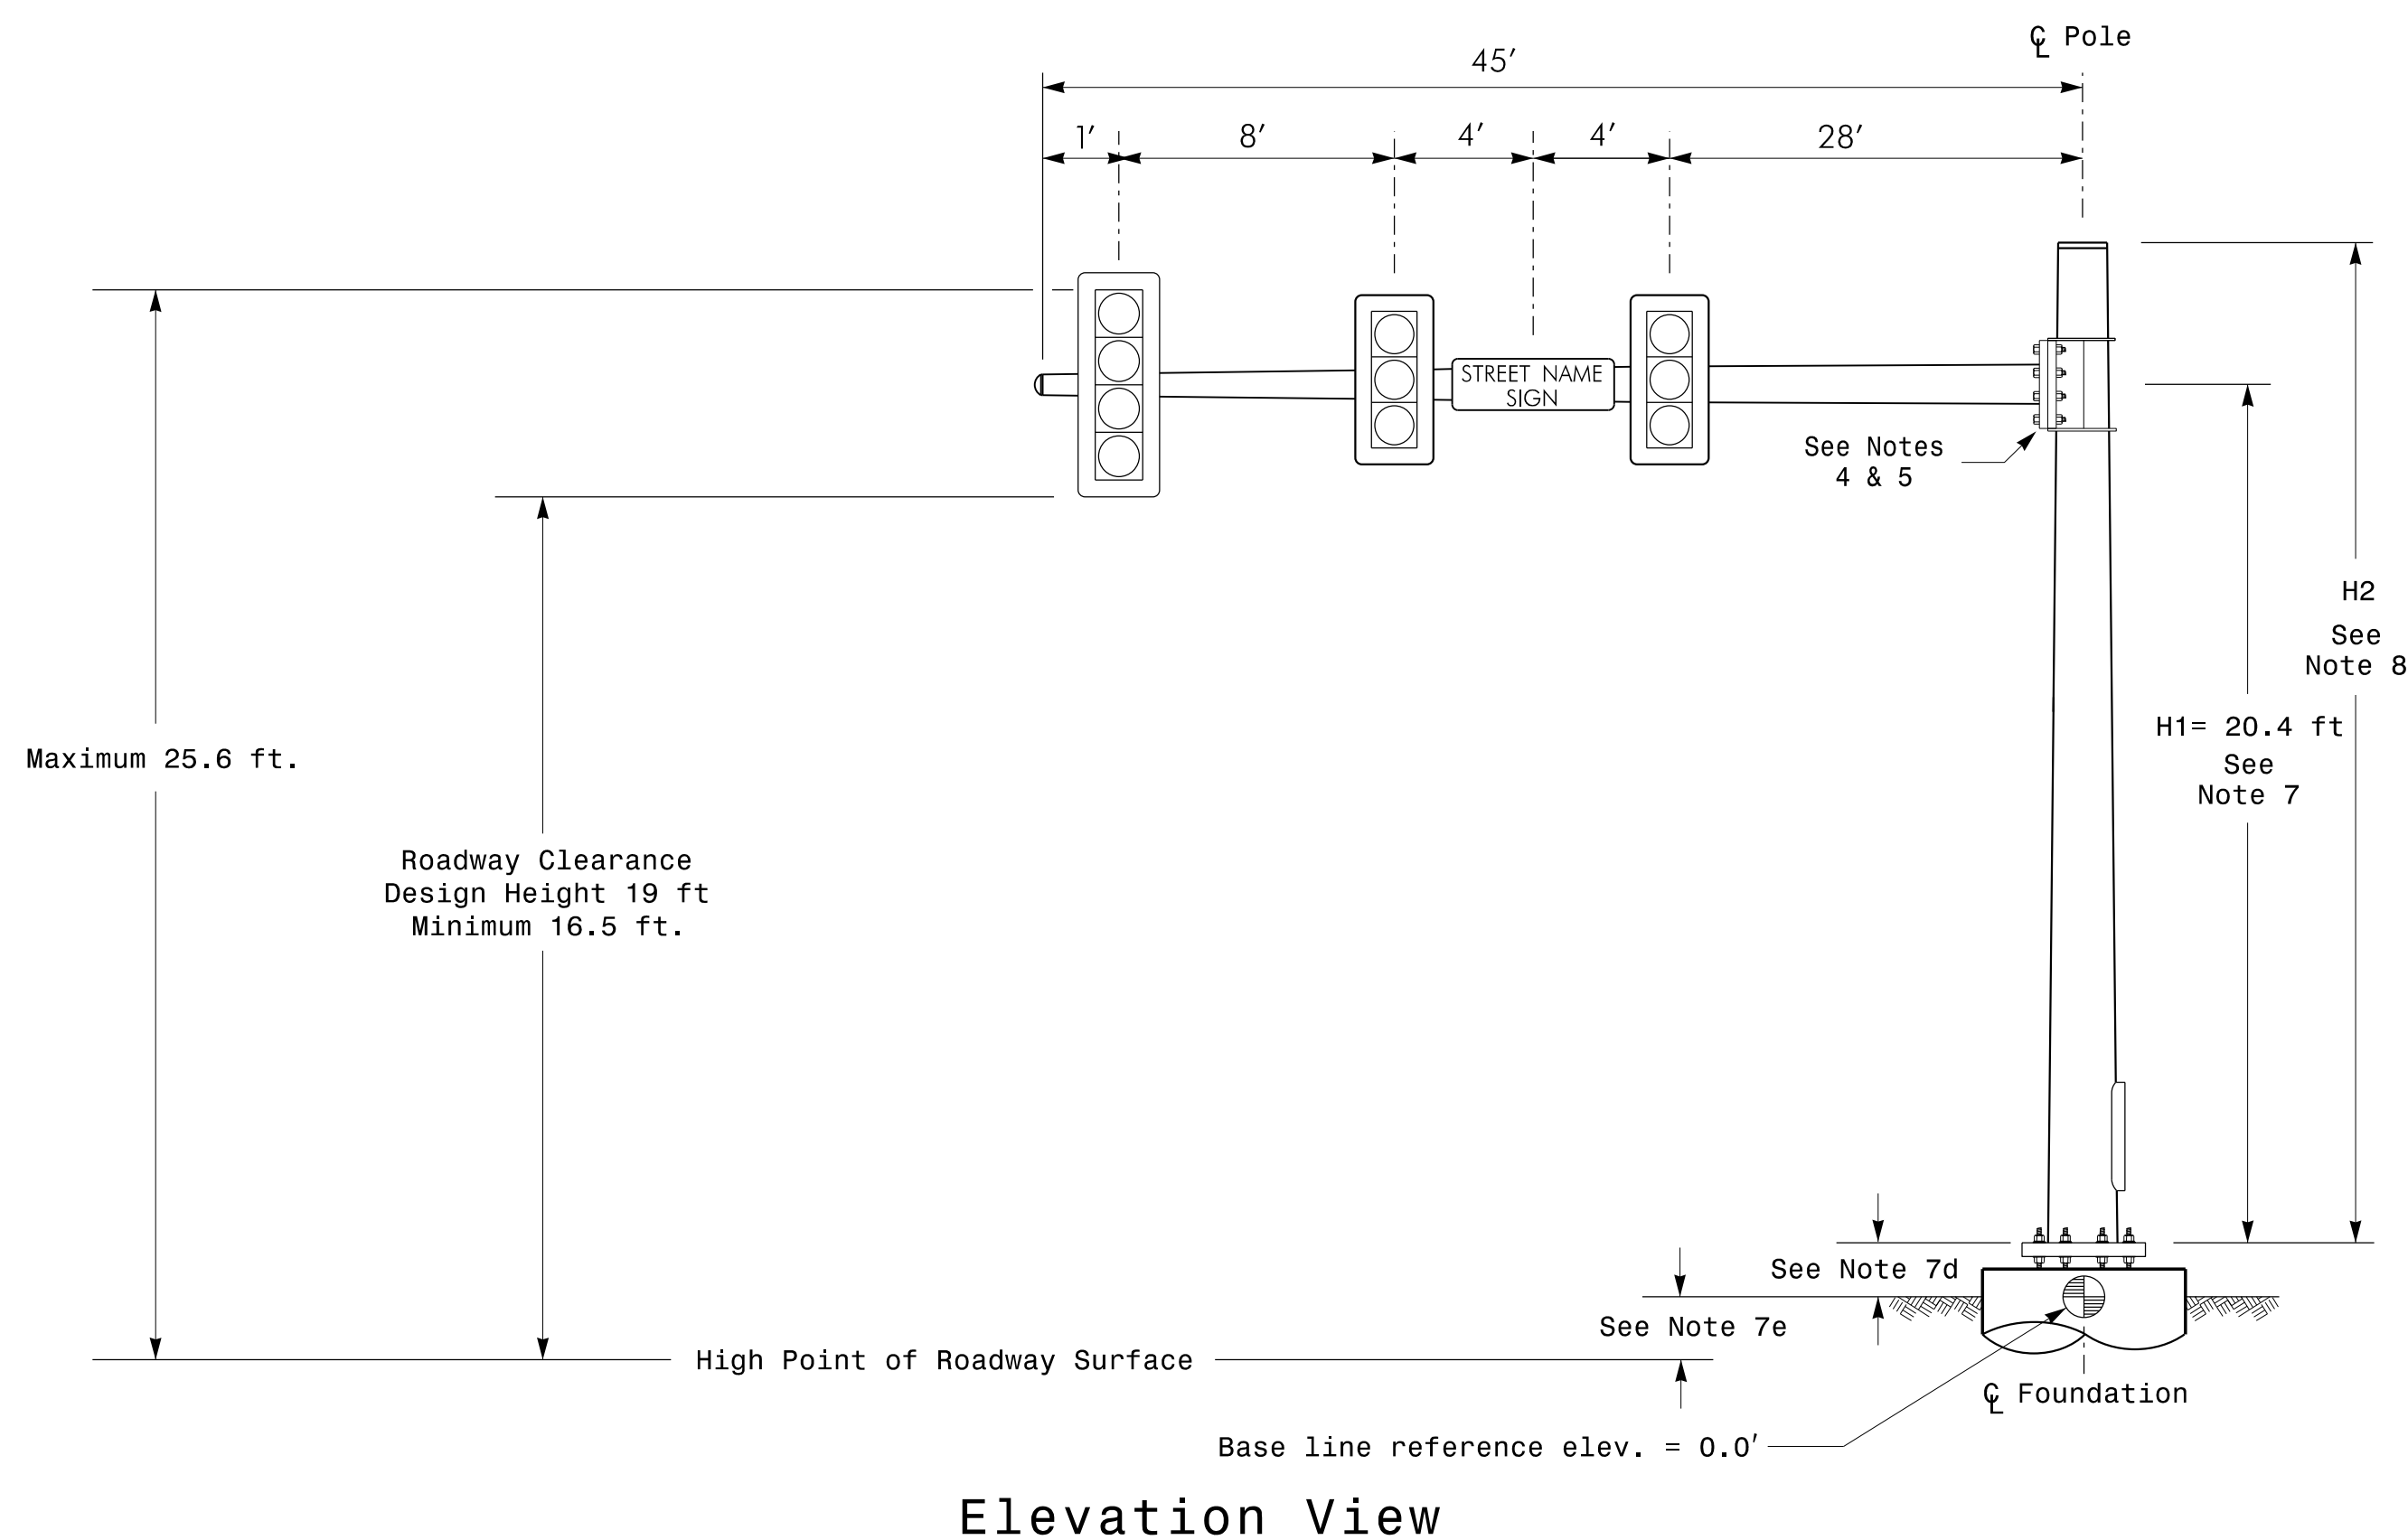 ℄ Pole
45'
1' 8' 4' 4' 28'
STREET NAME
SIGN
See Notes
4 & 5
H2
See
Note 8
H1= 20.4 ft
See
Note 7
Maximum 25.6 ft.
Roadway Clearance
Design Height 19 ft
Minimum 16.5 ft.
See Note 7d
See Note 7e
High Point of Roadway Surface
℄ Foundation
Base line reference elev. = 0.0'
Elevation View